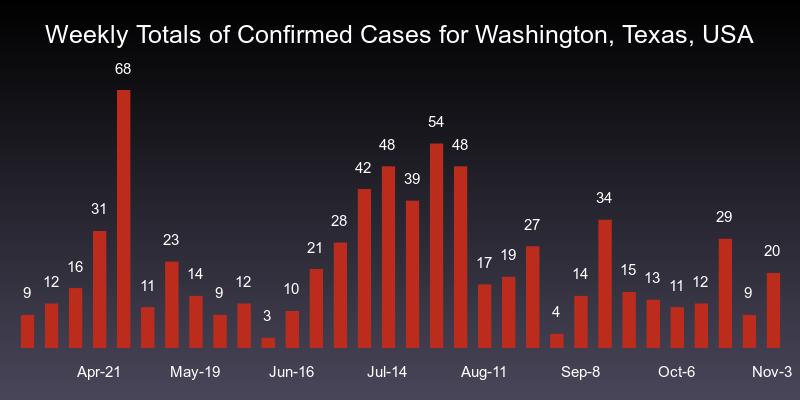 Weekly Totals of Confirmed Cases for Washington, Texas, USA
9 12 16 31 68 11 23 14 9 12 3 10 21 28 42 48 39 54 48 17 19 27 4 14 34 15 13 11 12 29 9 20
Apr-21 May-19 Jun-16 Jul-14 Aug-11 Sep-8 Oct-6 Nov-3